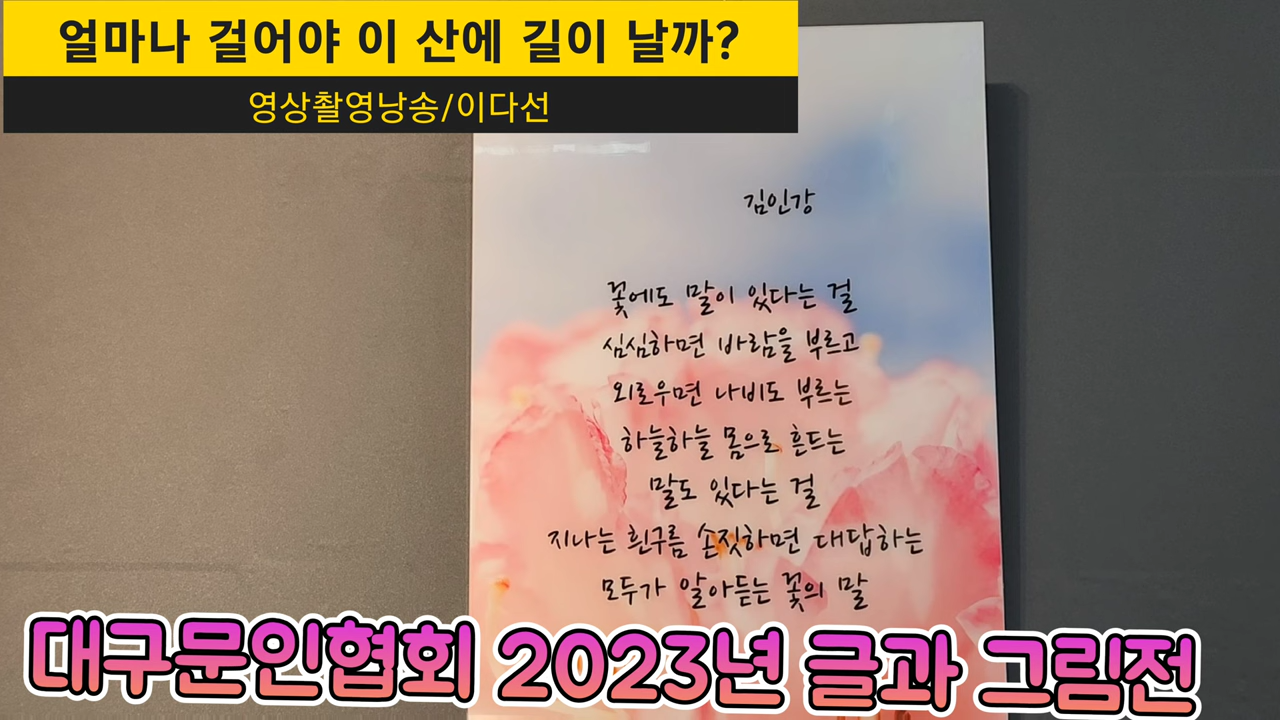 얼마나 걸어야 이 산에 길이 날까?
영상촬영낭송/이다선
김인강
꽃에도 말이 있다는 걸
심심하면 바람을 부르고
외로우면 나비도 부르는
하늘하늘 몸으로 흔드는
말도 있다는 걸
지나는 흰구름 손짓하면 대답하는
모두가 알아듣는 꽃의 말
대구문인협회 2023년 글과 그림전